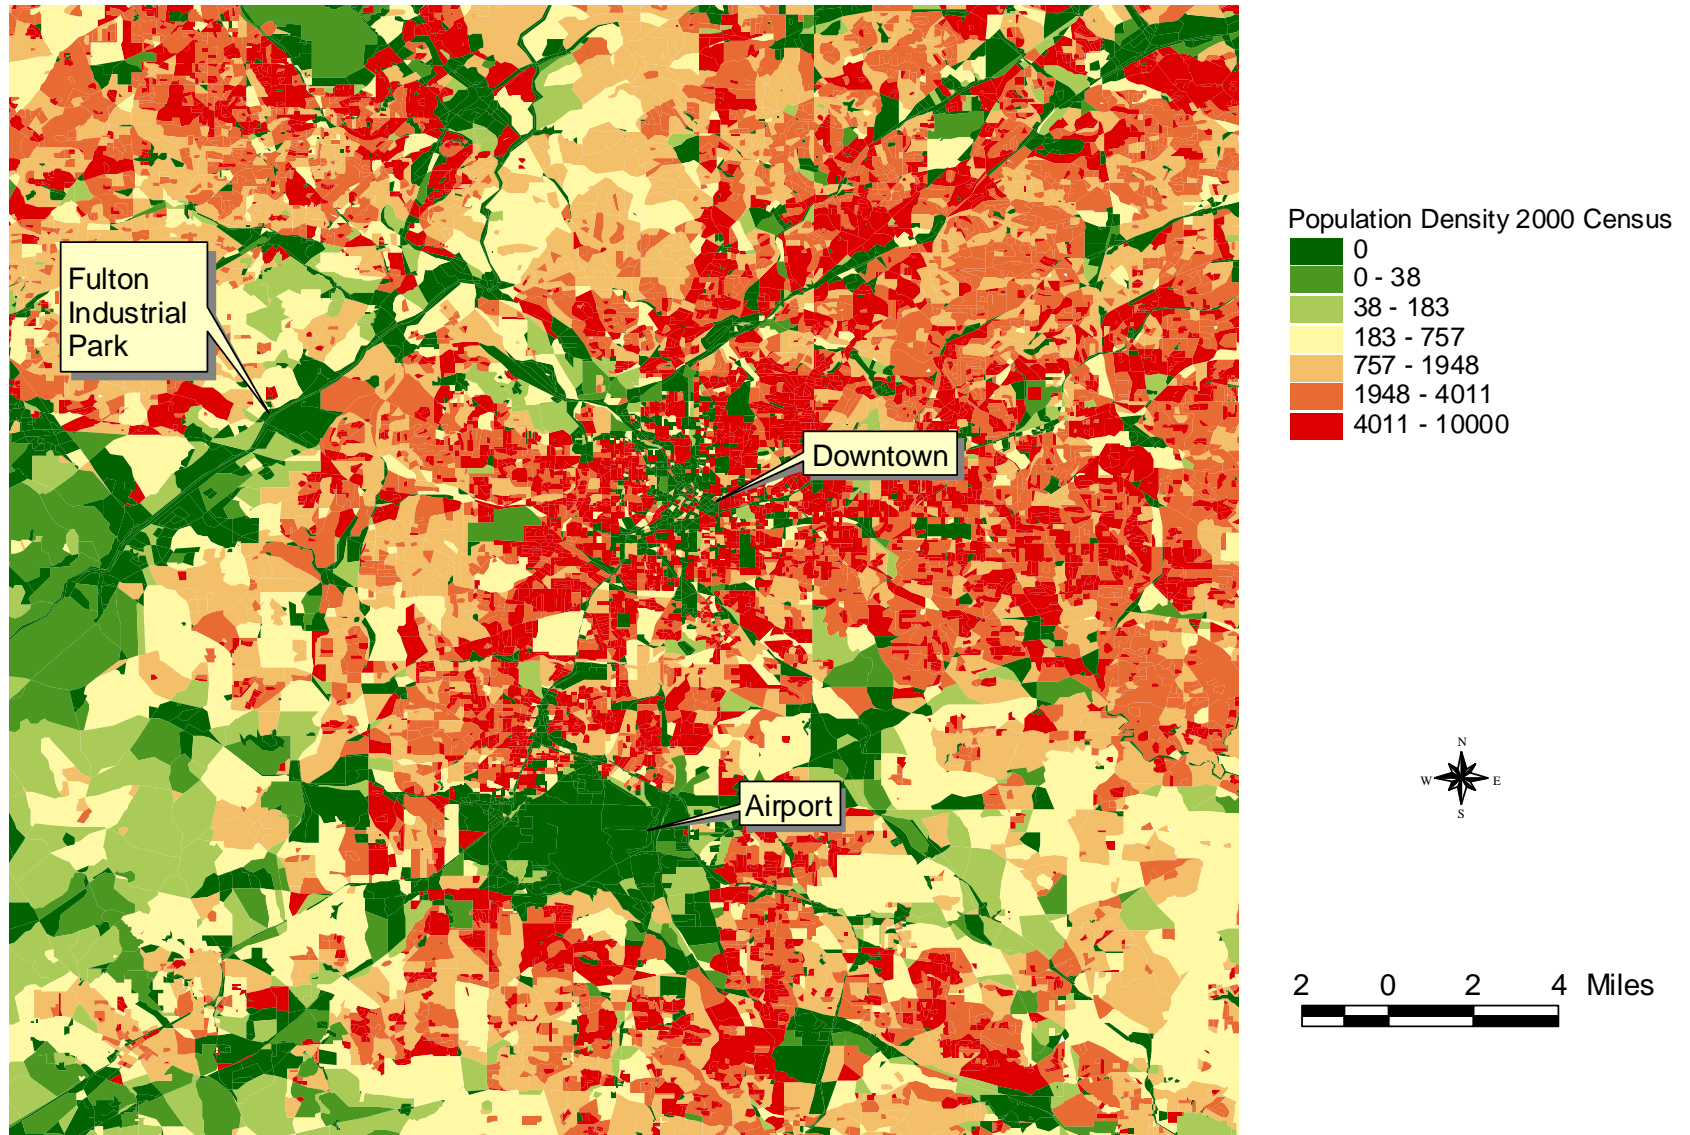 Fulton
Industrial
Park
Downtown
Airport
Population Density 2000 Census
0
0 - 38
38 - 183
183 - 757
757 - 1948
1948 - 4011
4011 - 10000
N
W E
S
2 0 2 4 Miles